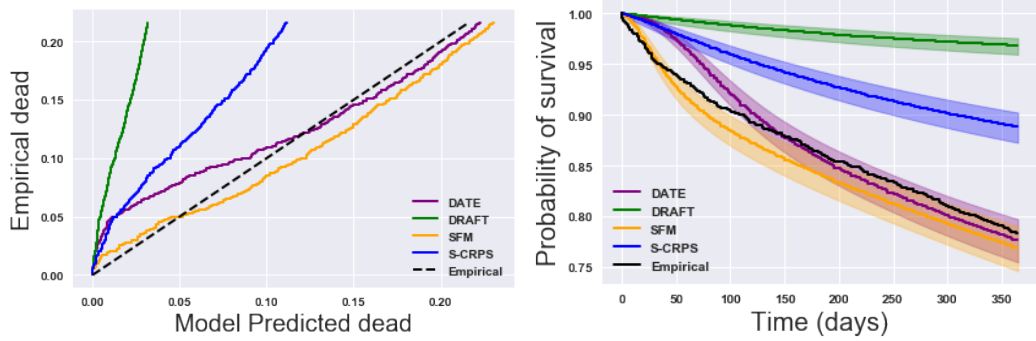 0.20
0.15
0.10
0.05
0.00
Empirical dead
DATE
DRAFT
SFM
S-CRPS
Empirical
0.00
0.05
0.10
0.15
0.20
Model Predicted dead
1.00
0.95
0.90
0.85
0.80
0.75
Probability of survival
DATE
DRAFT
SFM
S-CRPS
Empirical
0
50
100
150
200
250
300
350
Time (days)